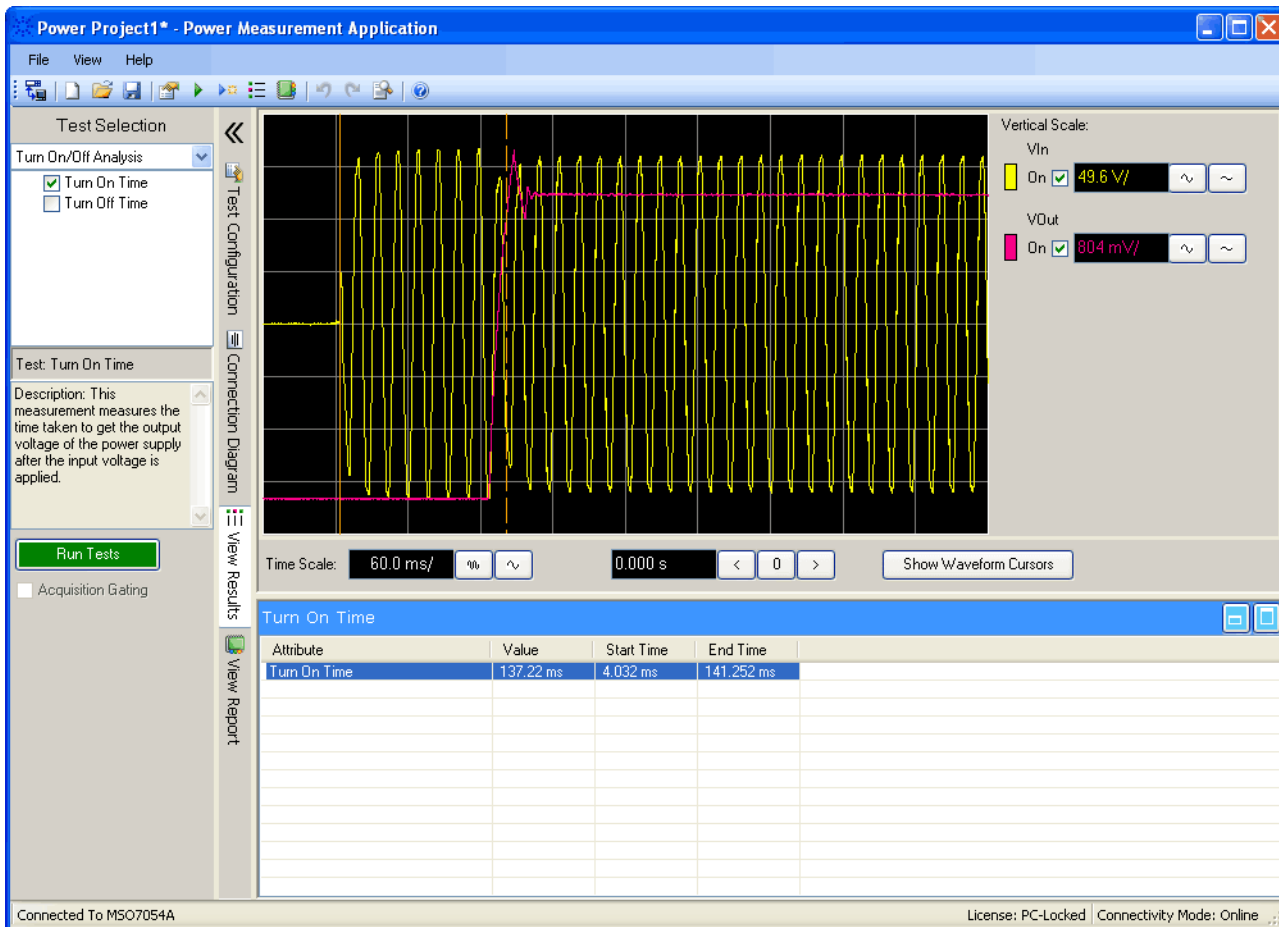 Power Project1* - Power Measurement Application
File View Help
Test Selection
Turn On/Off Analysis
Turn On Time
Turn Off Time
Test: Turn On Time
Description: This
measurement measures the
time taken to get the output
voltage of the power supply
after the input voltage is
applied.
Run Tests
Acquisition Gating
Test Configuration
Connection Diagram
View Results
View Report
Vertical Scale:
VIn
On 49.6 V/
VOut
On 804 mV/
Time Scale: 60.0 ms/ 0.000 s < 0 > Show Waveform Cursors
Turn On Time
Attribute Value Start Time End Time
Turn On Time 137.22 ms 4.032 ms 141.252 ms
Connected To MSO7054A License: PC-Locked Connectivity Mode: Online